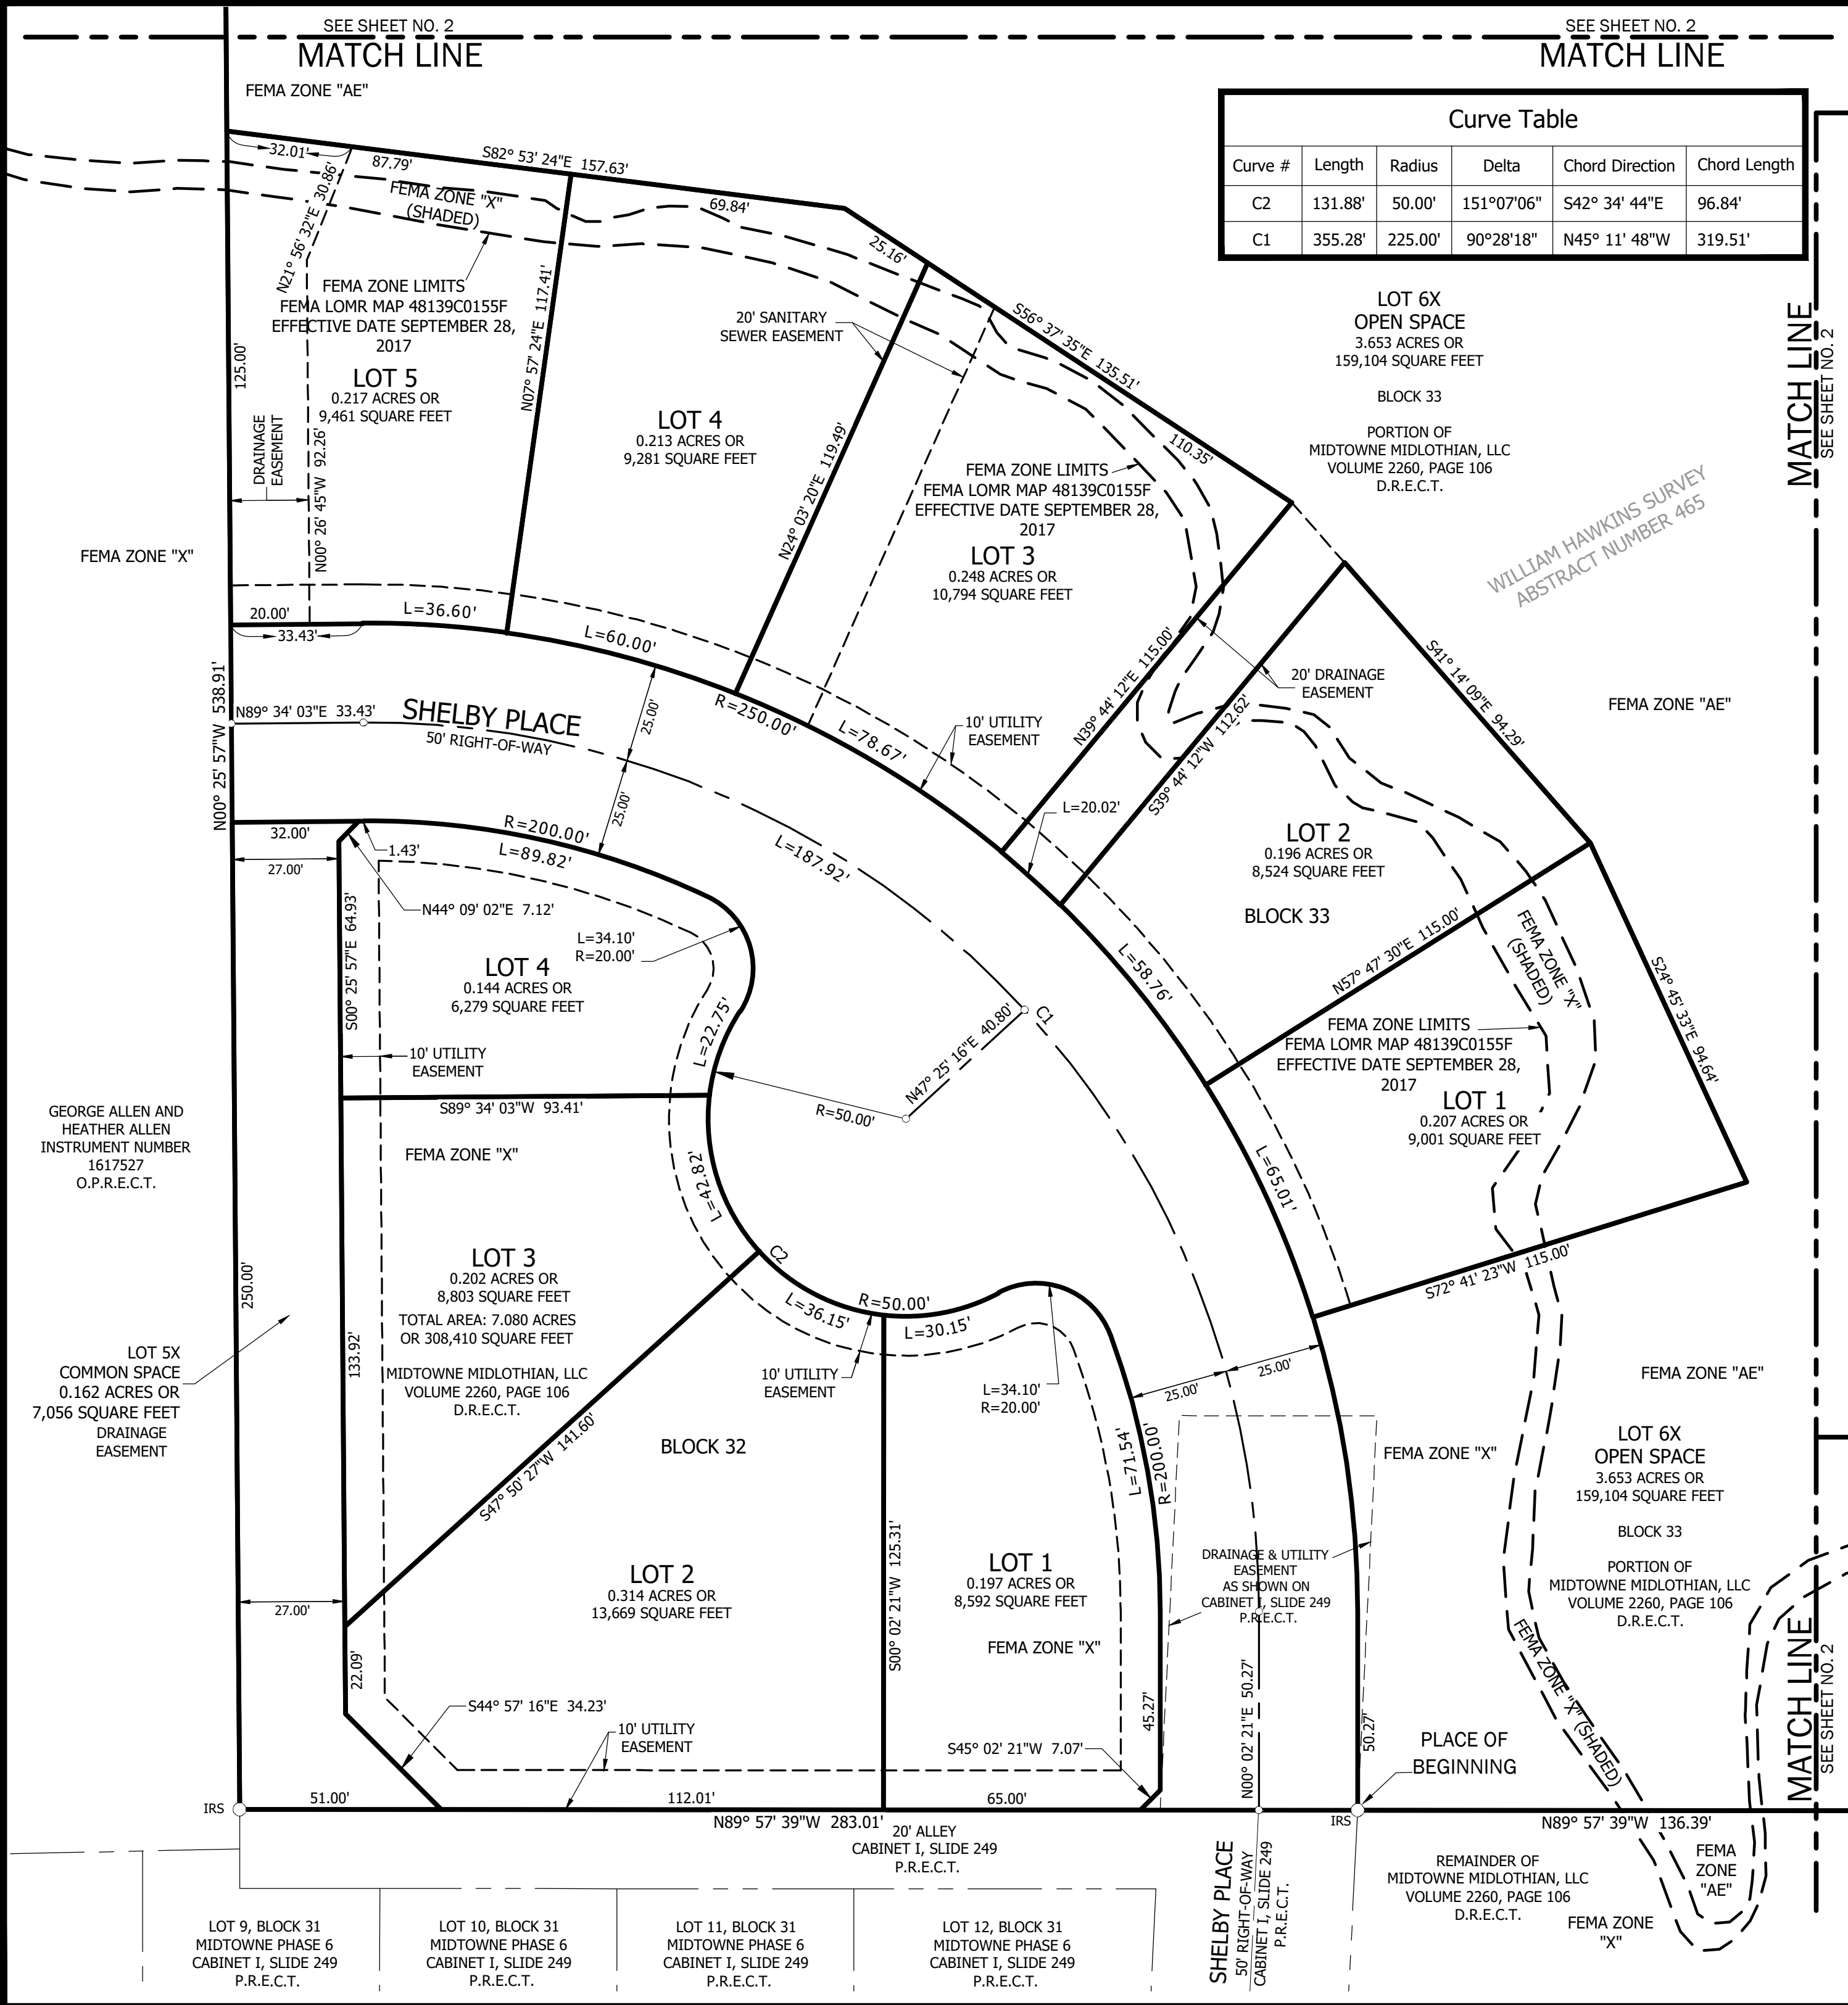 SEE SHEET NO. 2
MATCH LINE
SEE SHEET NO. 2
MATCH LINE
FEMA ZONE "AE"
Curve Table
Curve # Length Radius Delta Chord Direction Chord Length
C2 131.88' 50.00' 151°07'06" S42° 34' 44"E 96.84'
C1 355.28' 225.00' 90°28'18" N45° 11' 48"W 319.51'
32.01'
87.79'
S82° 53' 24"E 157.63'
69.84'
25.16'
N21° 56' 32"E 30.86'
FEMA ZONE "X"
(SHADED)
FEMA ZONE LIMITS
FEMA LOMR MAP 48139C0155F
EFFECTIVE DATE SEPTEMBER 28,
2017
LOT 5
0.217 ACRES OR
9,461 SQUARE FEET
125.00'
DRAINAGE
EASEMENT
N00° 26' 45"W 92.26'
N07° 57' 24"E 117.41'
20' SANITARY
SEWER EASEMENT
LOT 4
0.213 ACRES OR
9,281 SQUARE FEET
N24° 03' 20"E 119.49'
S56° 37' 35"E 135.51'
110.35'
FEMA ZONE LIMITS
FEMA LOMR MAP 48139C0155F
EFFECTIVE DATE SEPTEMBER 28,
2017
LOT 3
0.248 ACRES OR
10,794 SQUARE FEET
LOT 6X
OPEN SPACE
3.653 ACRES OR
159,104 SQUARE FEET
BLOCK 33
PORTION OF
MIDTOWNE MIDLOTHIAN, LLC
VOLUME 2260, PAGE 106
D.R.E.C.T.
MATCH LINE
SEE SHEET NO. 2
WILLIAM HAWKINS SURVEY
ABSTRACT NUMBER 465
FEMA ZONE "X"
20.00'
33.43'
L=36.60'
L=60.00'
R=250.00'
L=78.67'
N00° 25' 57"W 538.91'
N89° 34' 03"E 33.43'
SHELBY PLACE
50' RIGHT-OF-WAY
25.00'
25.00'
10' UTILITY
EASEMENT
N39° 44' 12"E 115.00'
S39° 44' 12"W 112.62'
20' DRAINAGE
EASEMENT
S41° 14' 09"E 94.29'
FEMA ZONE "AE"
L=20.02'
LOT 2
0.196 ACRES OR
8,524 SQUARE FEET
BLOCK 33
32.00'
27.00'
1.43'
R=200.00'
L=89.82'
L=187.92'
N44° 09' 02"E 7.12'
S00° 25' 57"E 64.93'
L=34.10'
R=20.00'
LOT 4
0.144 ACRES OR
6,279 SQUARE FEET
L=22.75'
10' UTILITY
EASEMENT
S89° 34' 03"W 93.41'
N47° 25' 16"E 40.80'
C1
R=50.00'
L=58.76'
N57° 47' 30"E 115.00'
FEMA ZONE "X"
(SHADED)
S24° 45' 33"E 94.64'
FEMA ZONE LIMITS
FEMA LOMR MAP 48139C0155F
EFFECTIVE DATE SEPTEMBER 28,
2017
LOT 1
0.207 ACRES OR
9,001 SQUARE FEET
L=65.01'
S72° 41' 23"W 115.00'
GEORGE ALLEN AND
HEATHER ALLEN
INSTRUMENT NUMBER
1617527
O.P.R.E.C.T.
FEMA ZONE "X"
L=42.82'
C2
250.00'
LOT 3
0.202 ACRES OR
8,803 SQUARE FEET
TOTAL AREA: 7.080 ACRES
OR 308,410 SQUARE FEET
MIDTOWNE MIDLOTHIAN, LLC
VOLUME 2260, PAGE 106
D.R.E.C.T.
133.92'
LOT 5X
COMMON SPACE
0.162 ACRES OR
7,056 SQUARE FEET
DRAINAGE
EASEMENT
L=36.15'
R=50.00'
L=30.15'
10' UTILITY
EASEMENT
L=34.10'
R=20.00'
25.00'
25.00'
BLOCK 32
S47° 50' 27"W 141.60'
L=71.54'
R=200.00'
FEMA ZONE "AE"
FEMA ZONE "X"
LOT 6X
OPEN SPACE
3.653 ACRES OR
159,104 SQUARE FEET
BLOCK 33
PORTION OF
MIDTOWNE MIDLOTHIAN, LLC
VOLUME 2260, PAGE 106
D.R.E.C.T.
27.00'
LOT 2
0.314 ACRES OR
13,669 SQUARE FEET
S00° 02' 21"W 125.31'
LOT 1
0.197 ACRES OR
8,592 SQUARE FEET
FEMA ZONE "X"
DRAINAGE & UTILITY
EASEMENT
AS SHOWN ON
CABINET I, SLIDE 249
P.R.E.C.T.
22.09'
S44° 57' 16"E 34.23'
10' UTILITY
EASEMENT
S45° 02' 21"W 7.07'
45.27'
N00° 02' 21"E 50.27'
50.27'
PLACE OF
BEGINNING
FEMA ZONE "X" (SHADED)
MATCH LINE
SEE SHEET NO. 2
IRS
51.00'
112.01'
65.00'
N89° 57' 39"W 283.01'
IRS
N89° 57' 39"W 136.39'
20' ALLEY
CABINET I, SLIDE 249
P.R.E.C.T.
SHELBY PLACE
50' RIGHT-OF-WAY
CABINET I, SLIDE 249
P.R.E.C.T.
REMAINDER OF
MIDTOWNE MIDLOTHIAN, LLC
VOLUME 2260, PAGE 106
D.R.E.C.T.
FEMA
ZONE
"AE"
FEMA ZONE
"X"
LOT 9, BLOCK 31
MIDTOWNE PHASE 6
CABINET I, SLIDE 249
P.R.E.C.T.
LOT 10, BLOCK 31
MIDTOWNE PHASE 6
CABINET I, SLIDE 249
P.R.E.C.T.
LOT 11, BLOCK 31
MIDTOWNE PHASE 6
CABINET I, SLIDE 249
P.R.E.C.T.
LOT 12, BLOCK 31
MIDTOWNE PHASE 6
CABINET I, SLIDE 249
P.R.E.C.T.